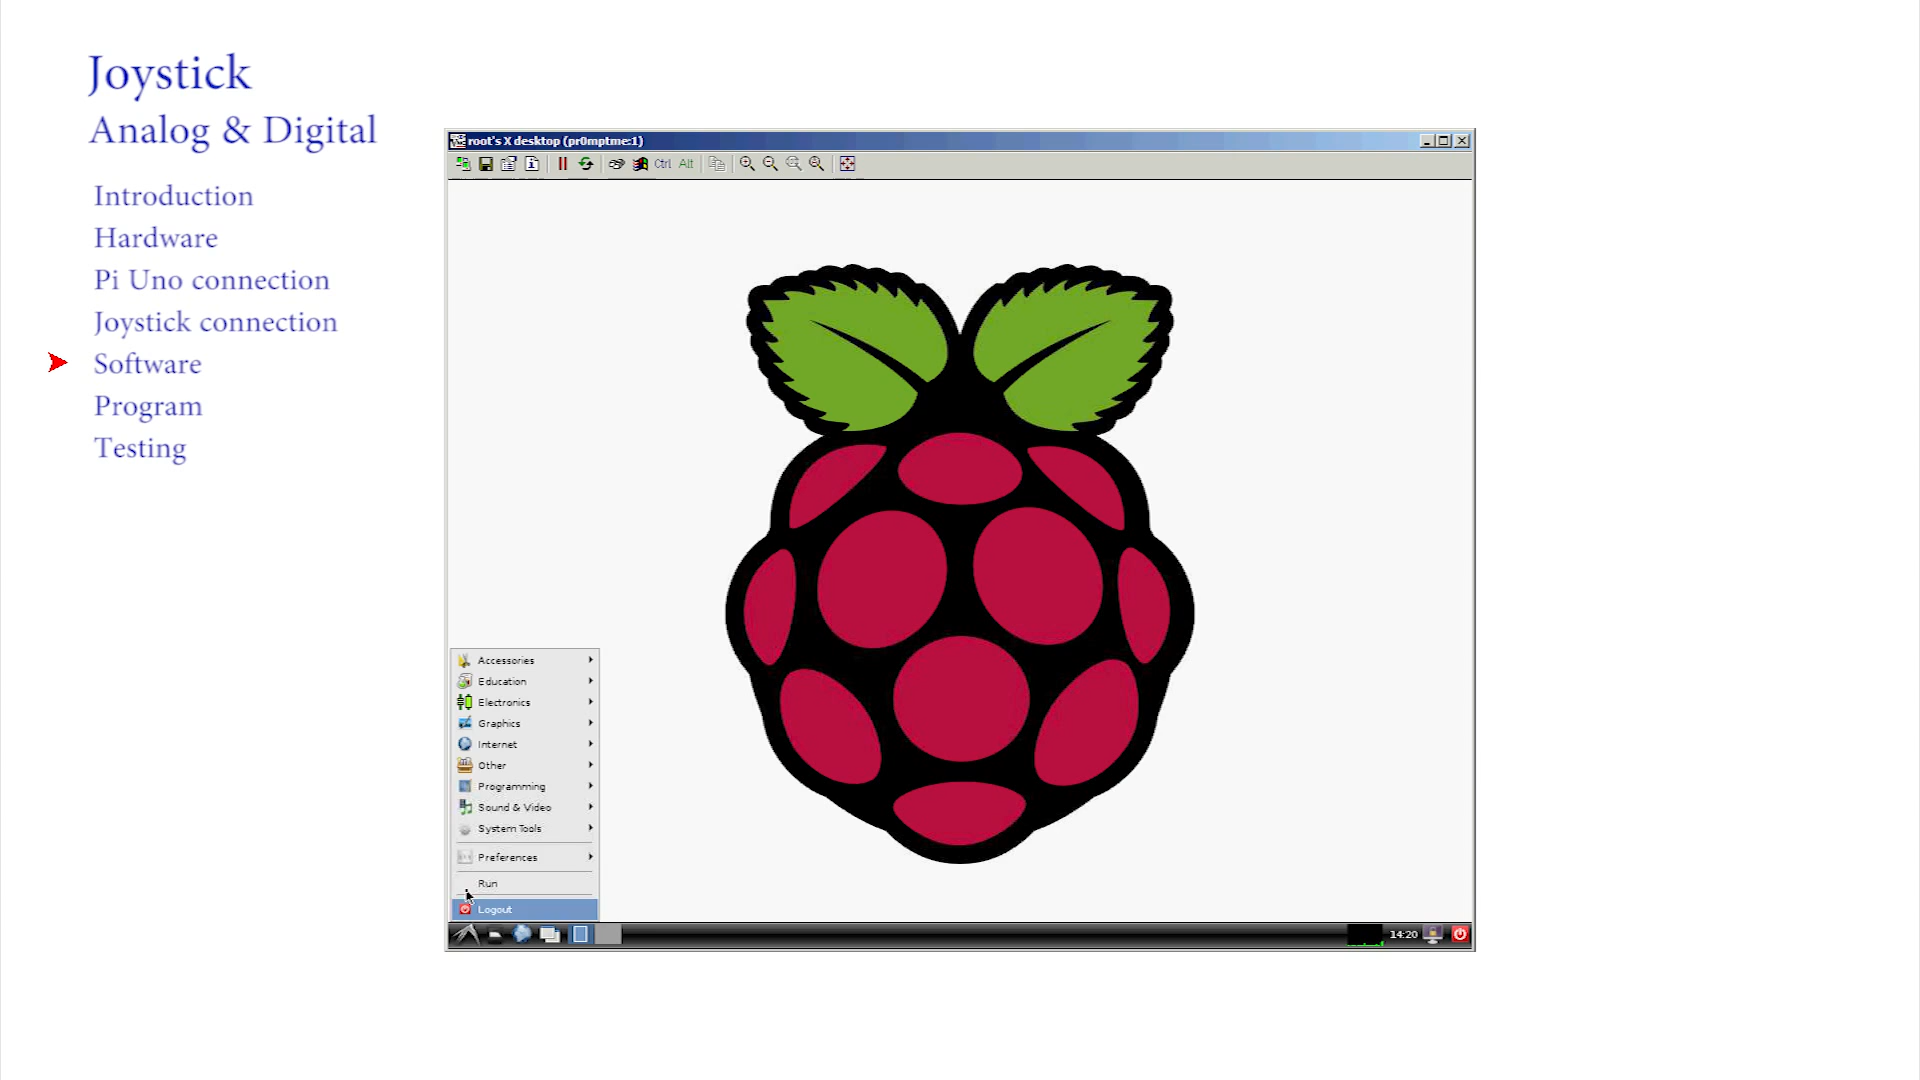 Joystick
Analog & Digital
Introduction
Hardware
Pi Uno connection
Joystick connection
Software
Program
Testing
root's X desktop (pr0mptme:1)
Ctrl Alt
Accessories
Education
Electronics
Graphics
Internet
Other
Programming
Sound & Video
System Tools
Preferences
Run
Logout
14:20